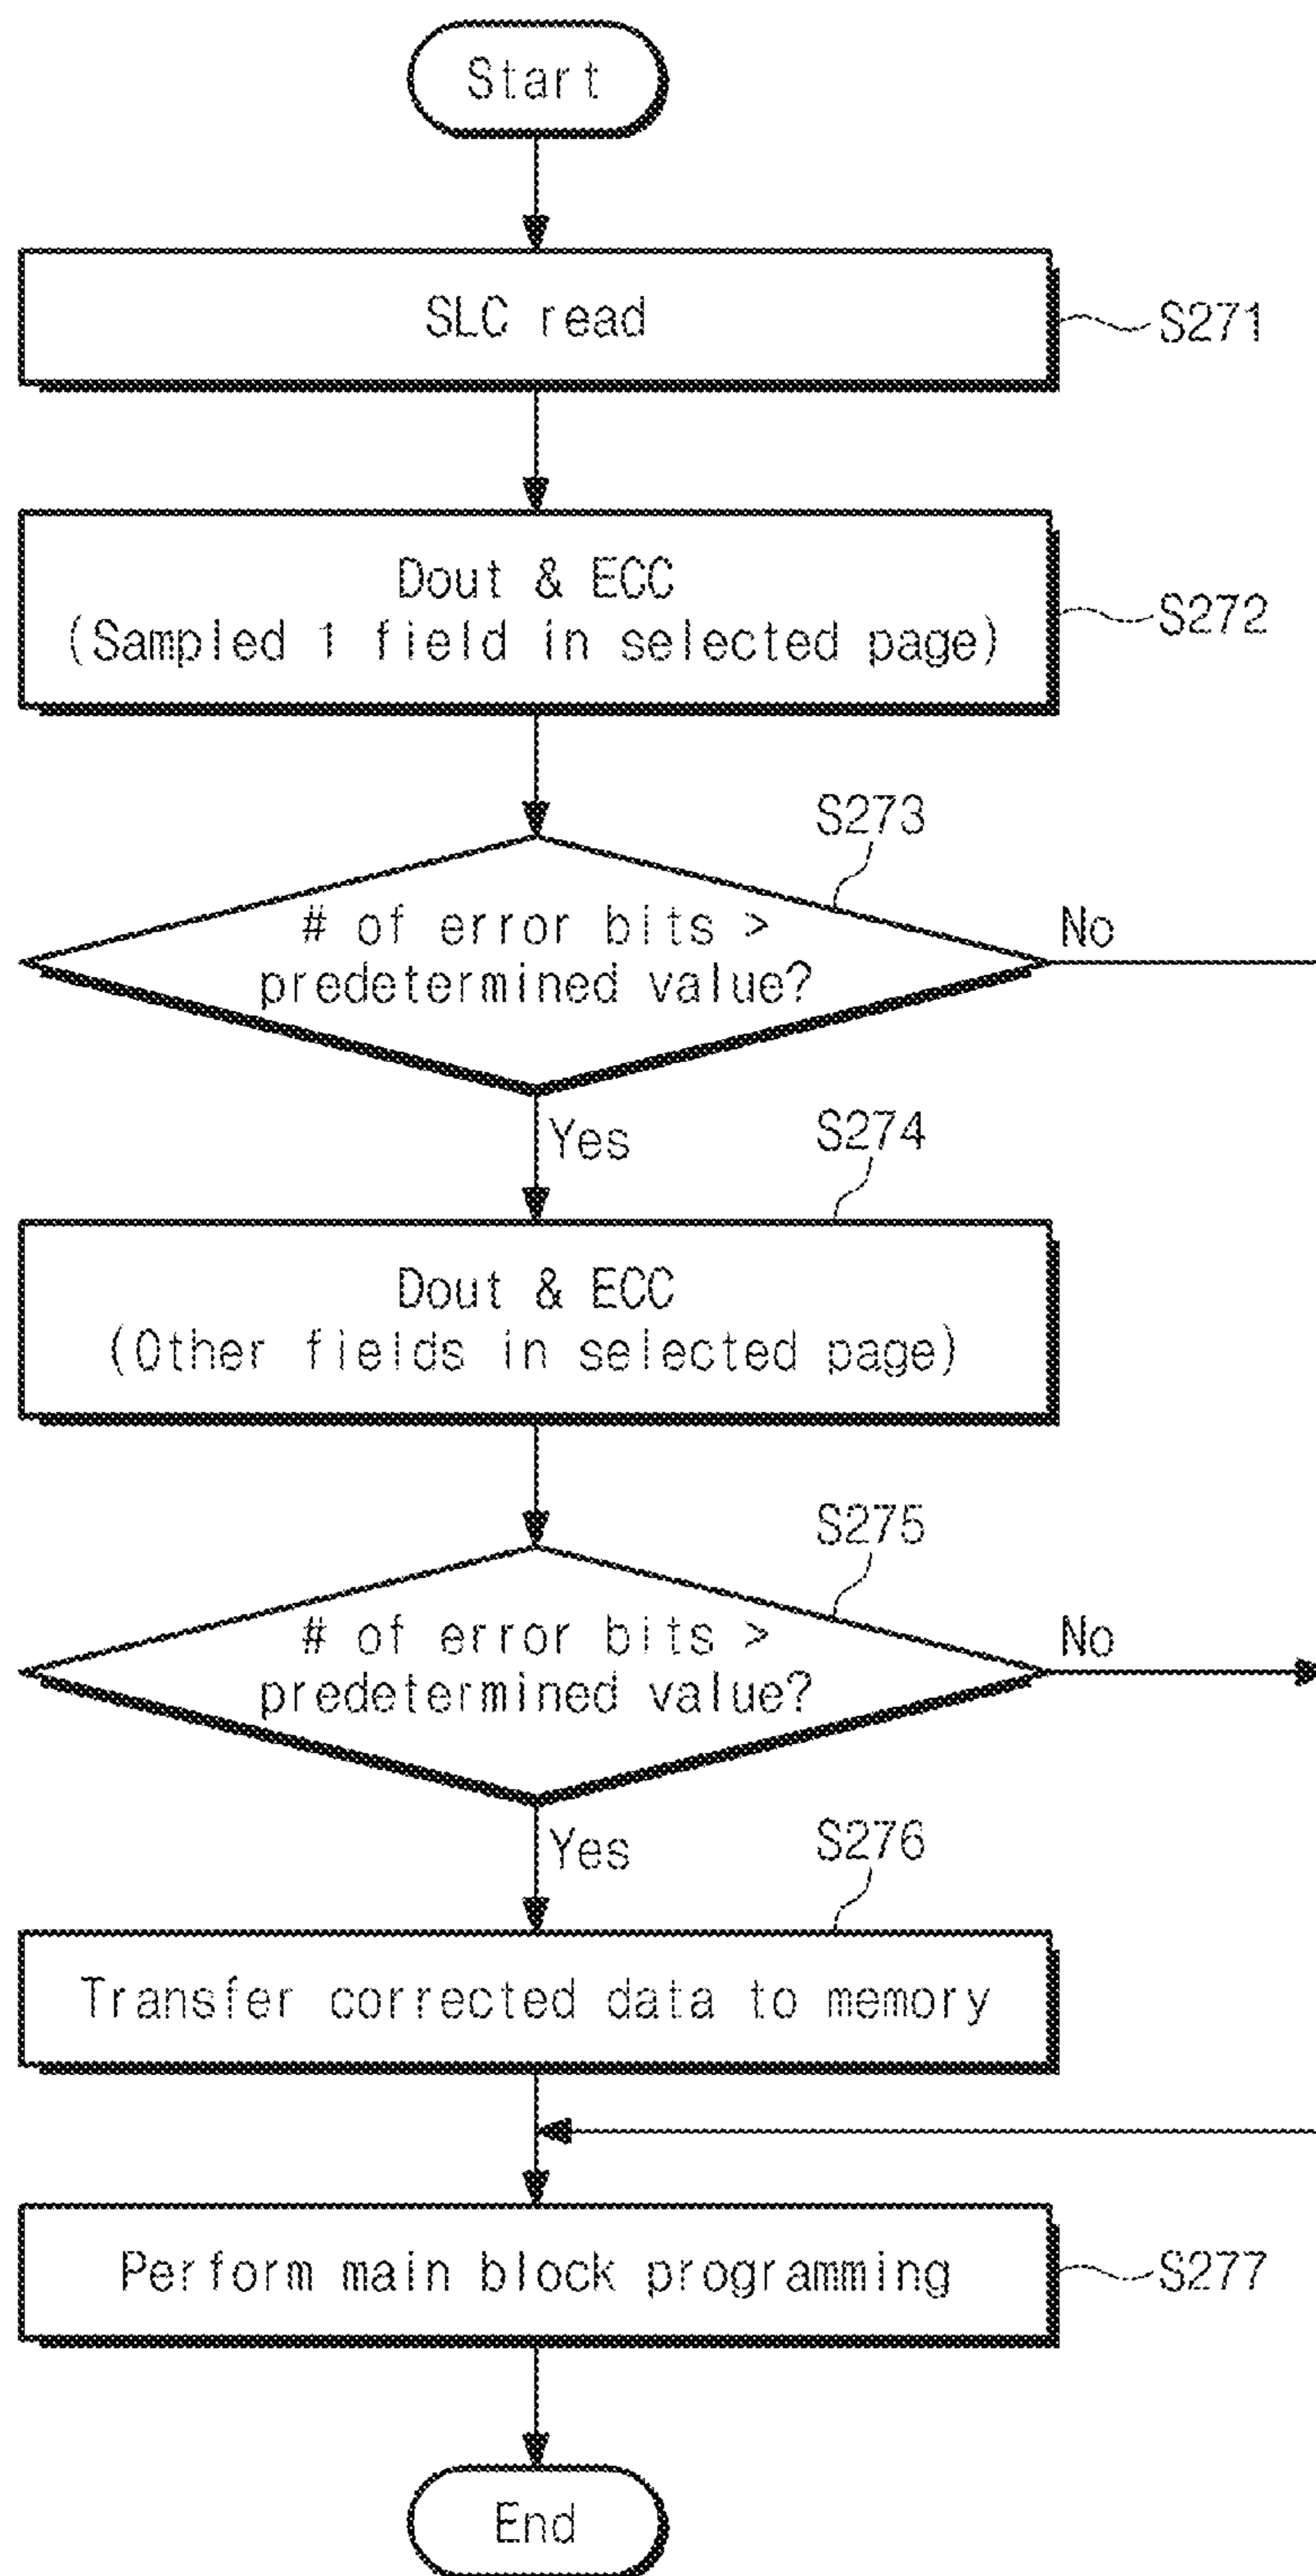 Start
SLC read
S271
Dout & ECC
(Sampled 1 field in selected page)
S272
S273
# of error bits >
predetermined value?
No
Yes
S274
Dout & ECC
(Other fields in selected page)
S275
# of error bits >
predetermined value?
No
Yes
S276
Transfer corrected data to memory
Perform main block programming
S277
End